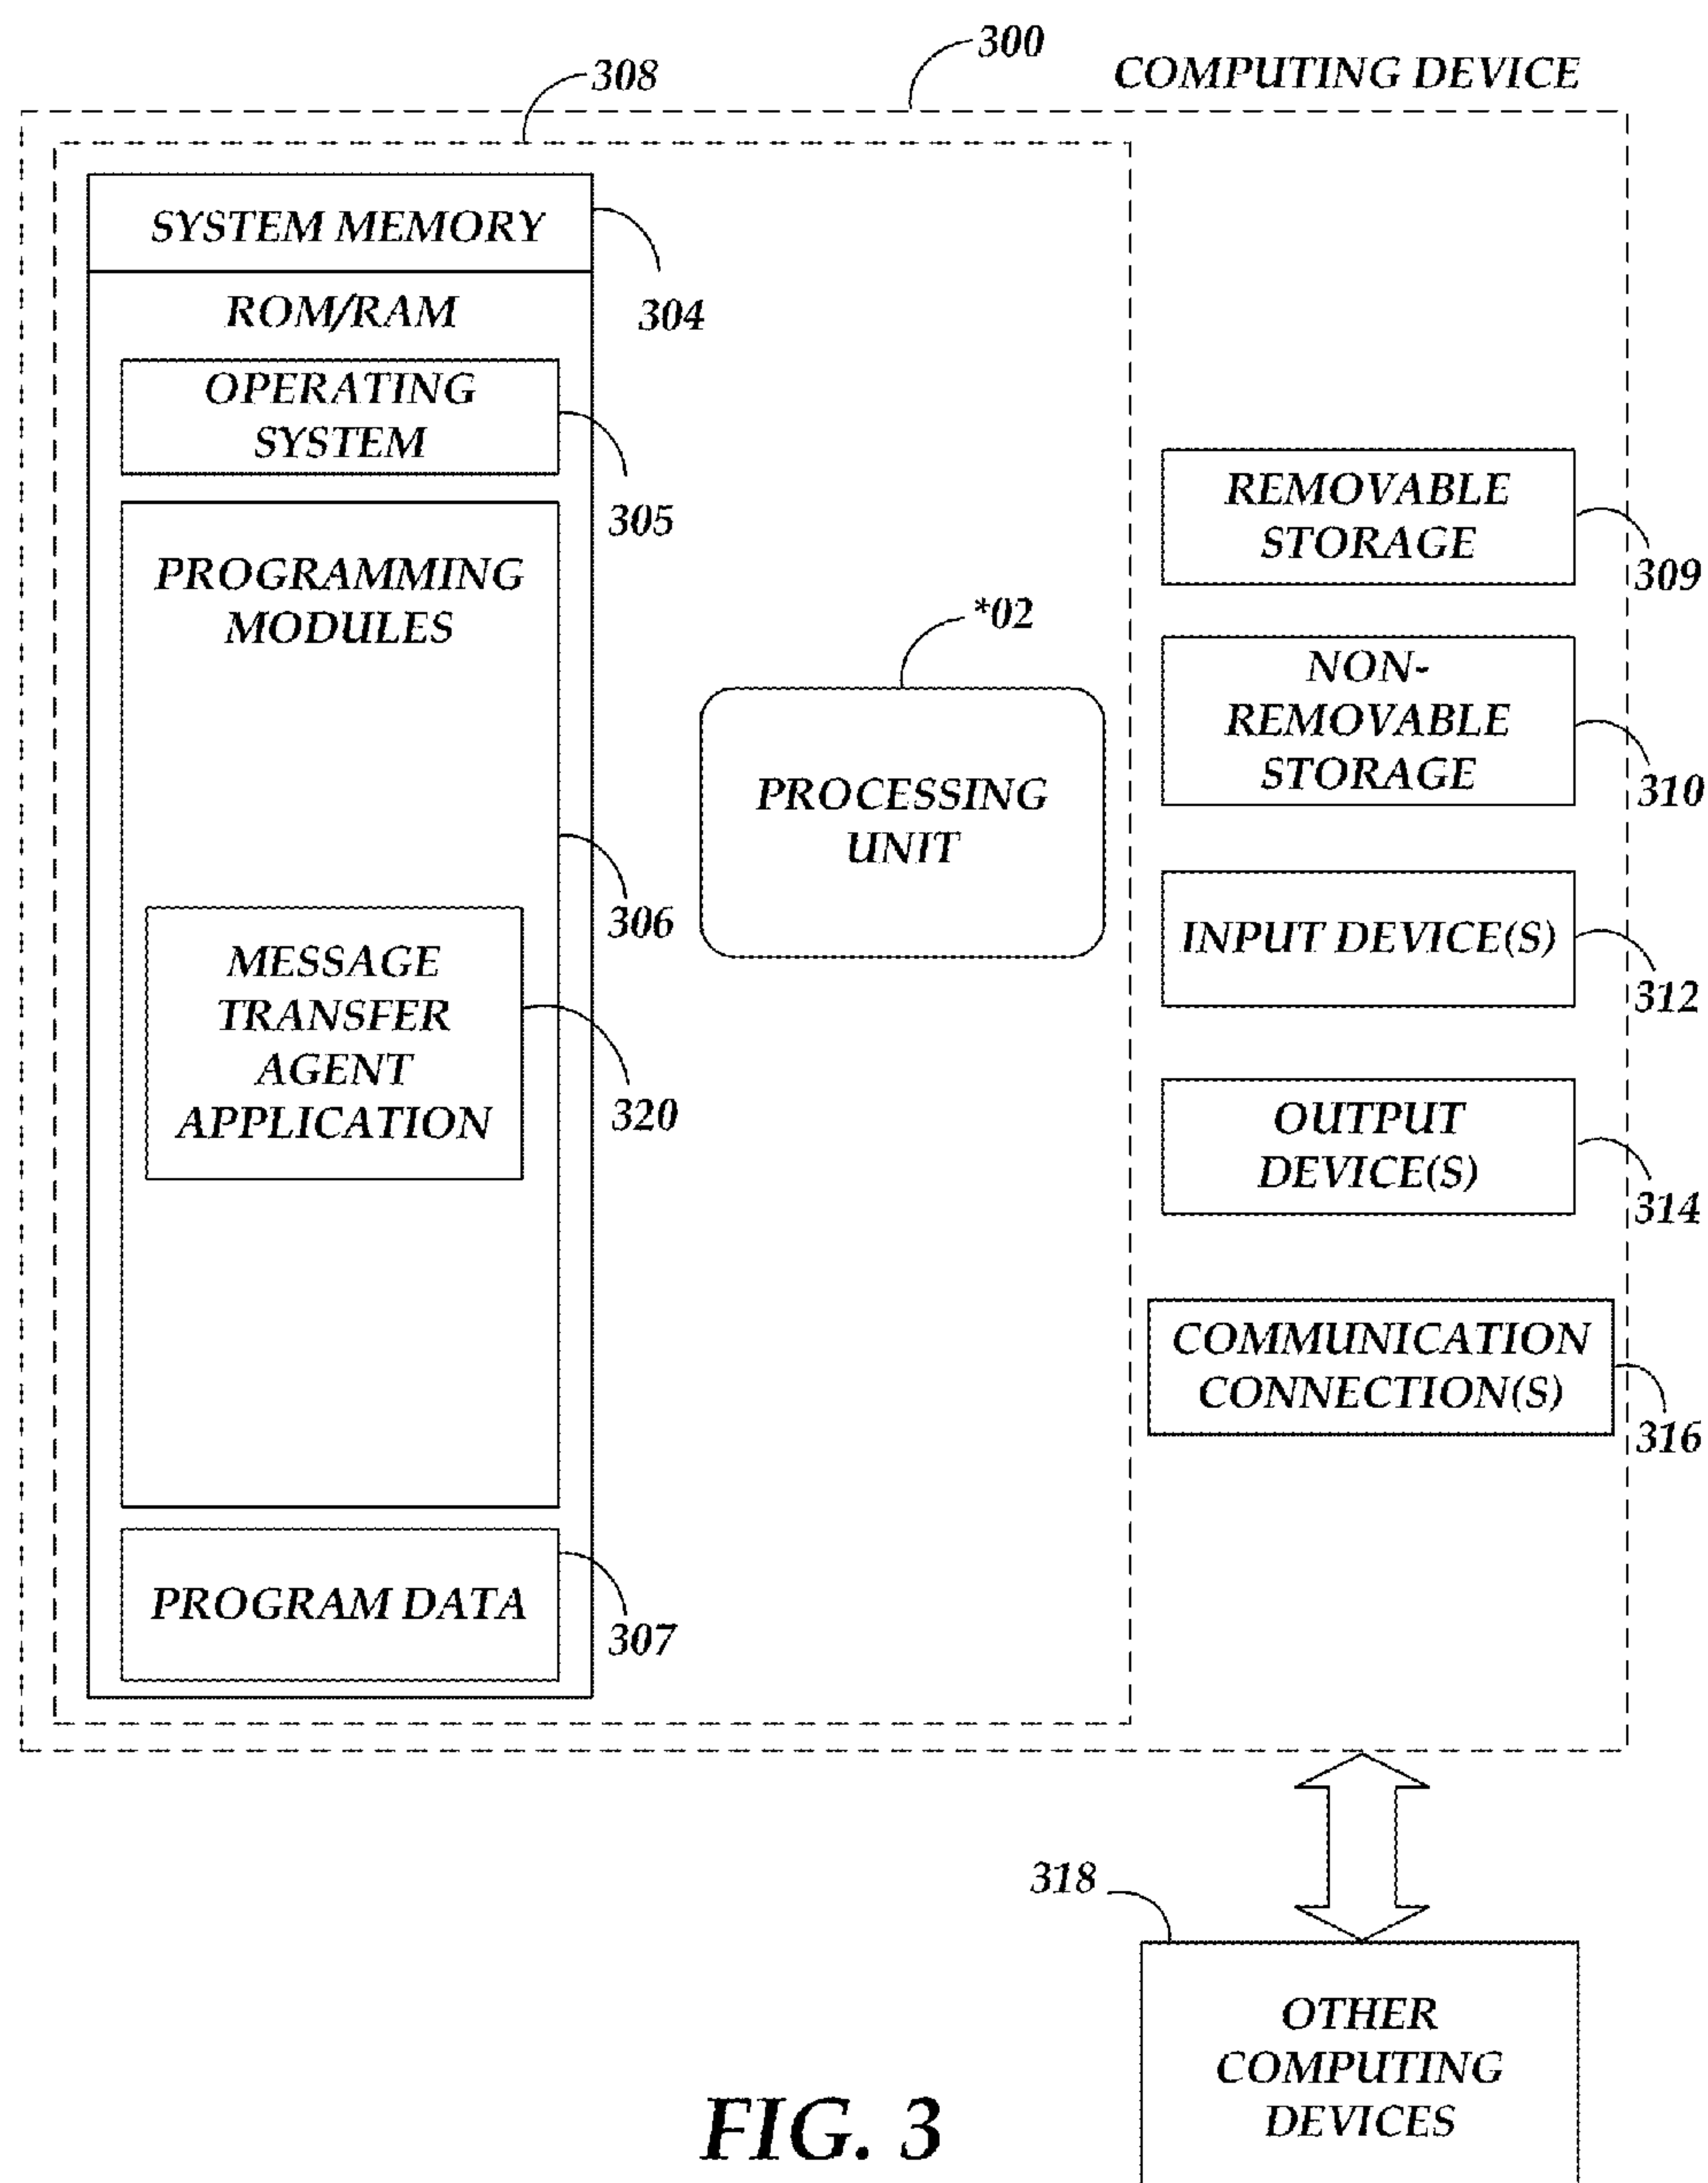 300
COMPUTING DEVICE
308
SYSTEM MEMORY
304
ROM/RAM
OPERATING
SYSTEM
305
PROGRAMMING
MODULES
306
MESSAGE
TRANSFER
AGENT
APPLICATION
320
PROGRAM DATA
307
*02
PROCESSING
UNIT
REMOVABLE
STORAGE
309
NON-
REMOVABLE
STORAGE
310
INPUT DEVICE(S)
312
OUTPUT
DEVICE(S)
314
COMMUNICATION
CONNECTION(S)
316
318
OTHER
COMPUTING
DEVICES
FIG. 3